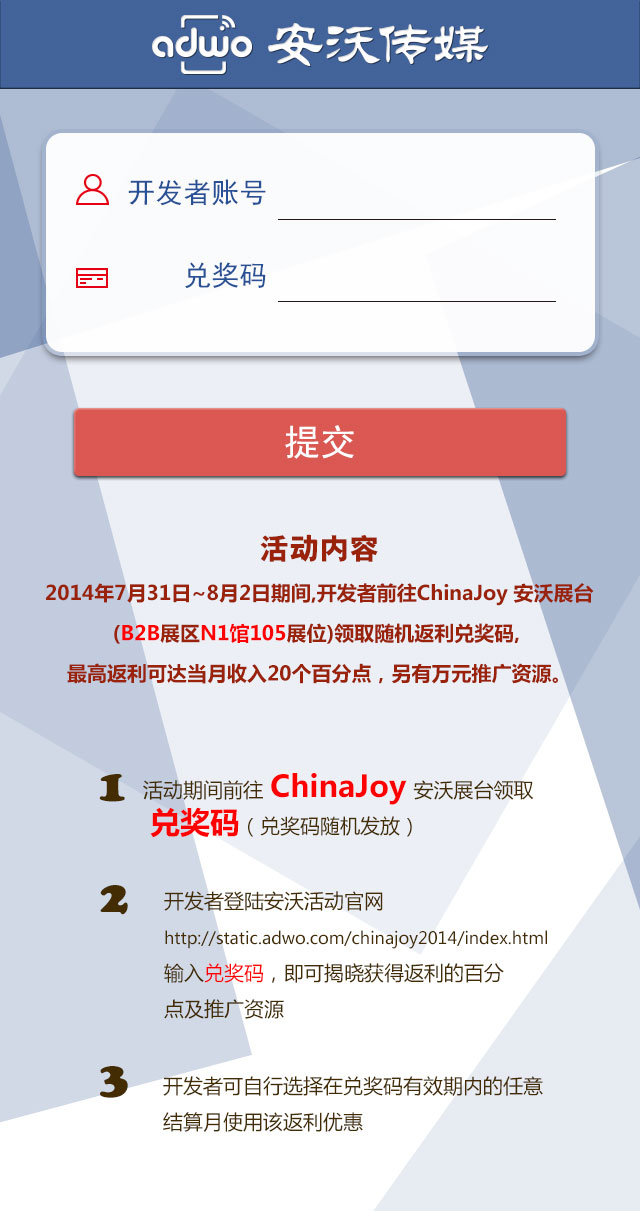 adwo 安沃传媒
开发者账号
兑奖码
提交
活动内容
2014年7月31日~8月2日期间,开发者前往ChinaJoy 安沃展台
(B2B展区N1馆105展位)领取随机返利兑奖码,
最高返利可达当月收入20个百分点，另有万元推广资源。
1 活动期间前往 ChinaJoy 安沃展台领取
兑奖码（兑奖码随机发放）
2 开发者登陆安沃活动官网
http://static.adwo.com/chinajoy2014/index.html
输入兑奖码，即可揭晓获得返利的百分
点及推广资源
3 开发者可自行选择在兑奖码有效期内的任意
结算月使用该返利优惠